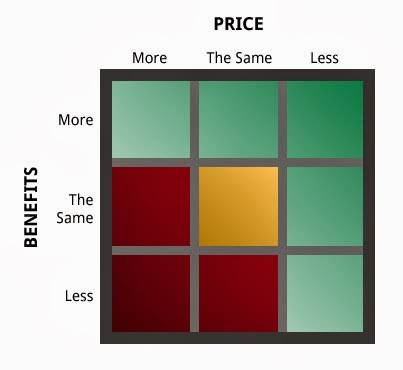 PRICE
More The Same Less
More
BENEFITS
The
Same
Less